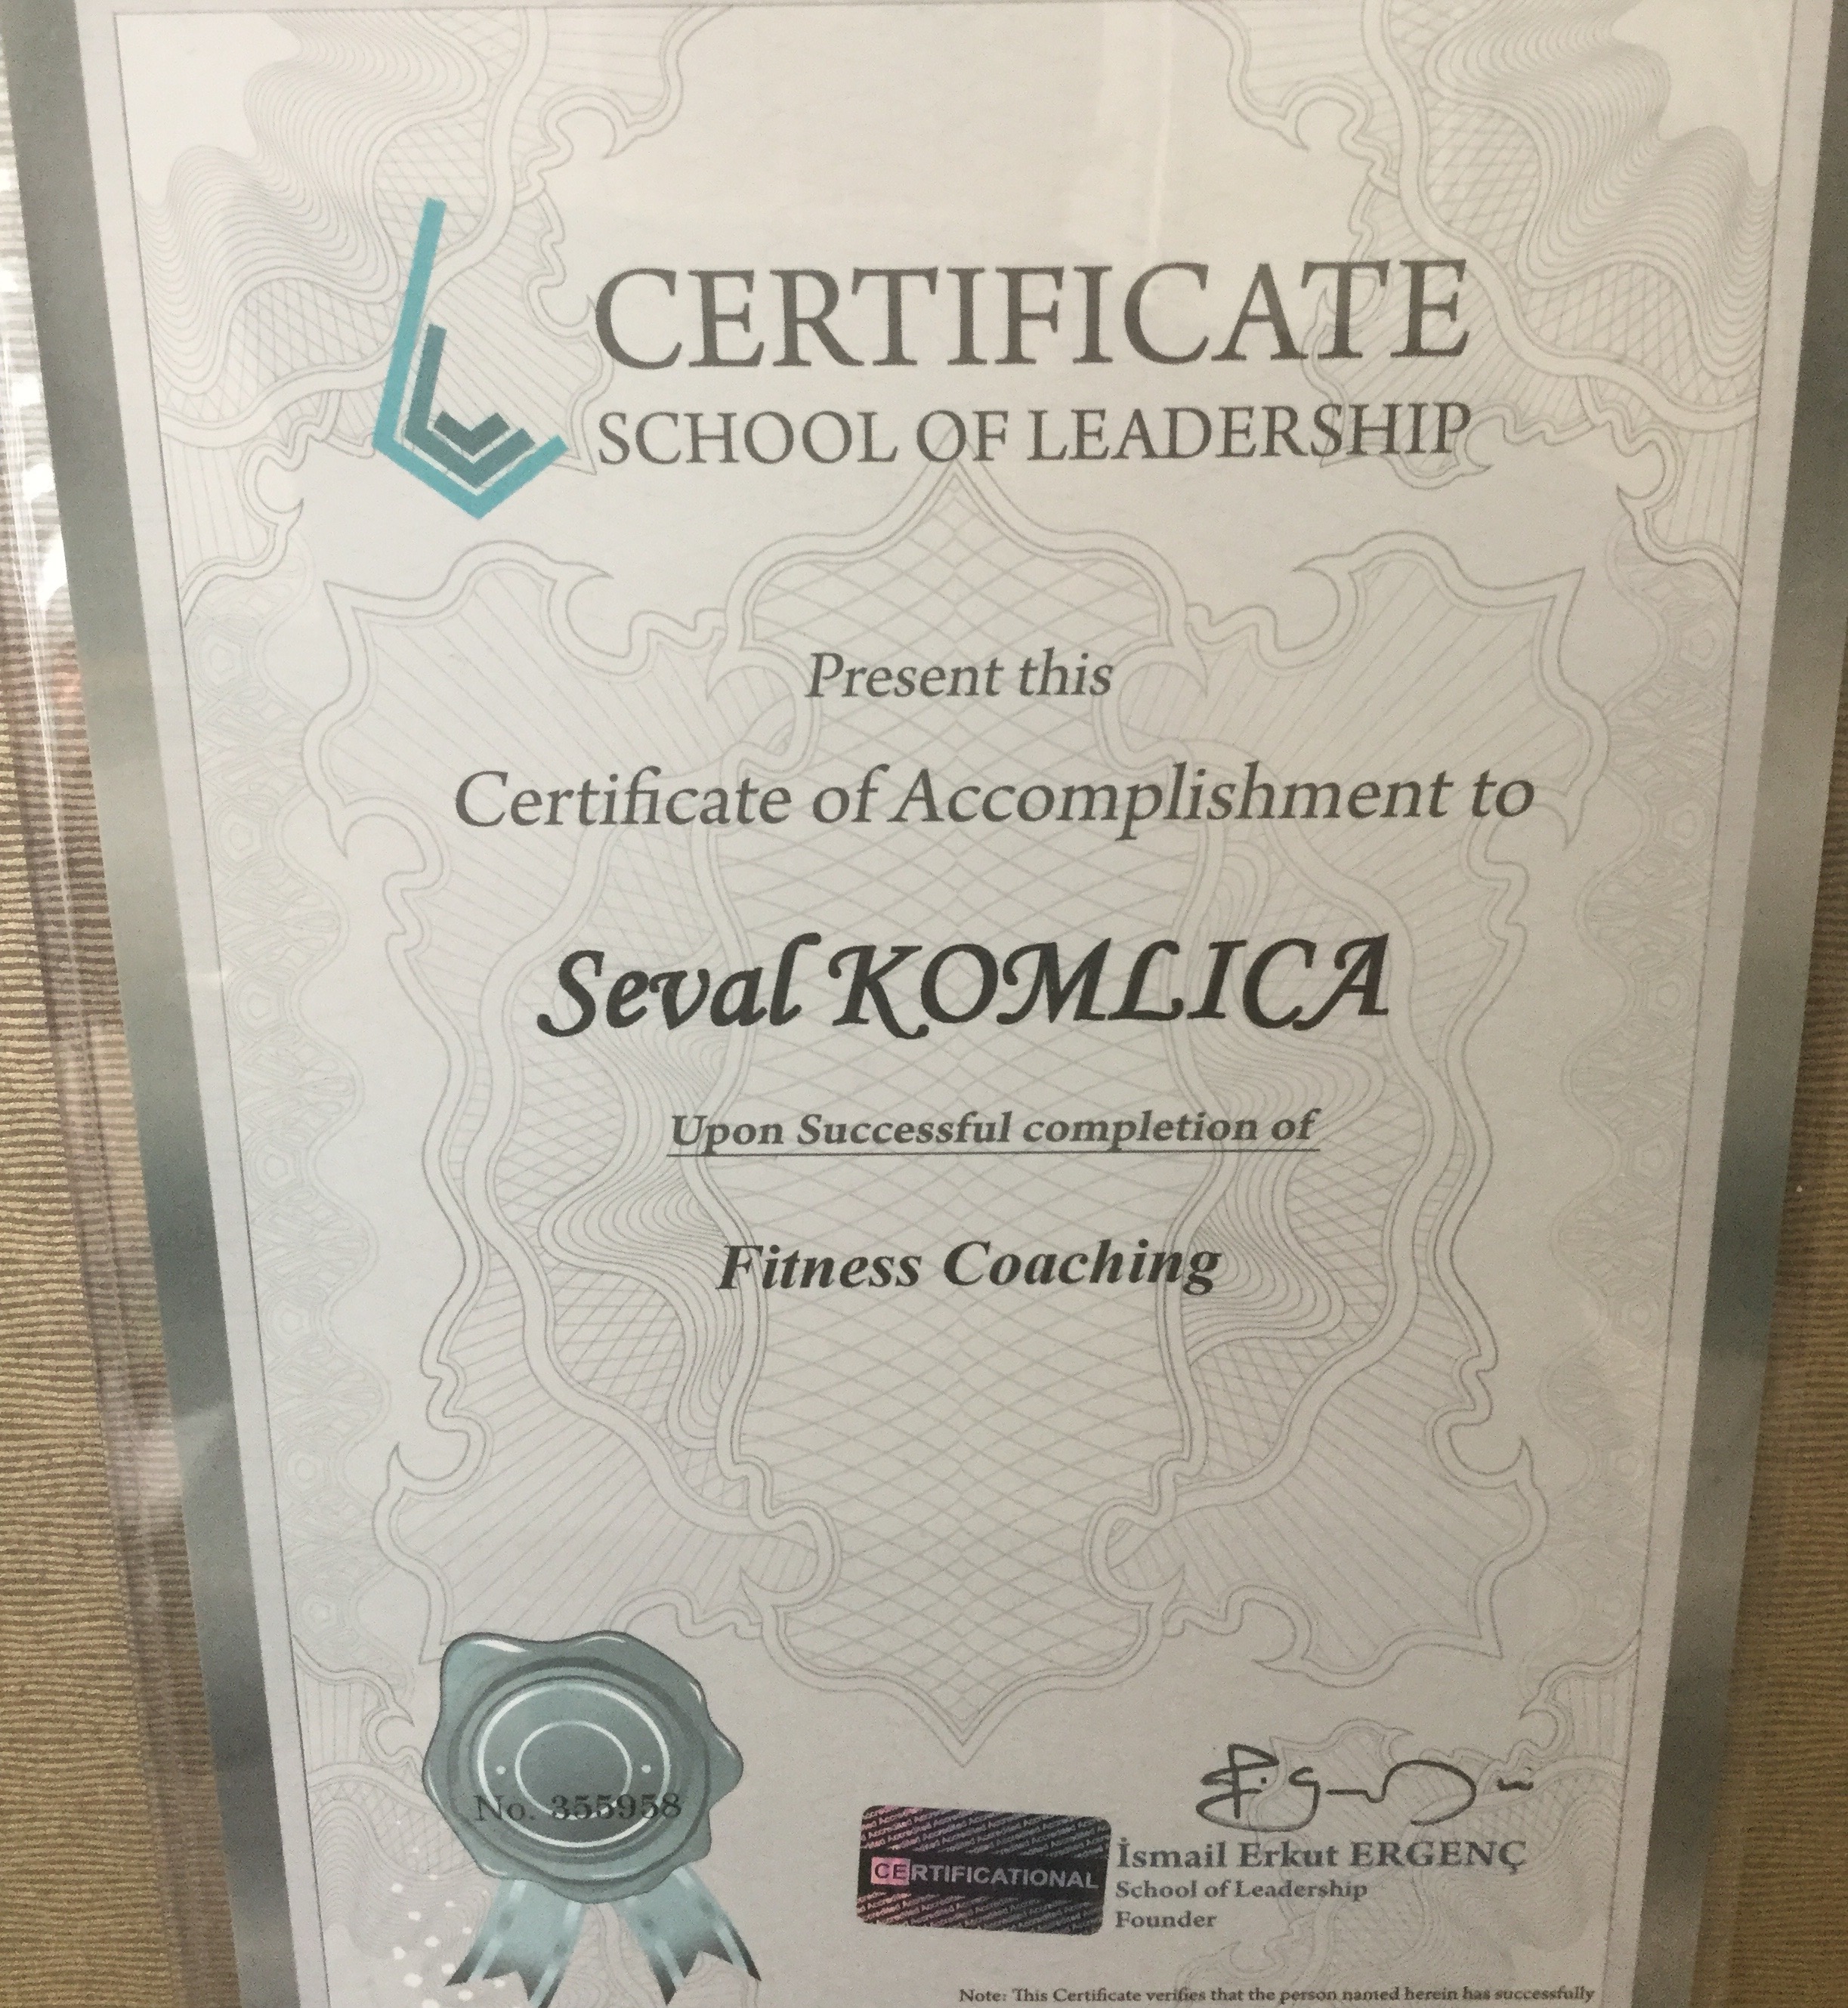 CERTIFICATE
SCHOOL OF LEADERSHIP
Present this
Certificate of Accomplishment to
Seval KOMLICA
Upon Successful completion of
Fitness Coaching
No. 355958
CERTIFICATIONAL
İsmail Erkut ERGENÇ
School of Leadership
Founder
Note: This Certificate verifies that the person named herein has successfully